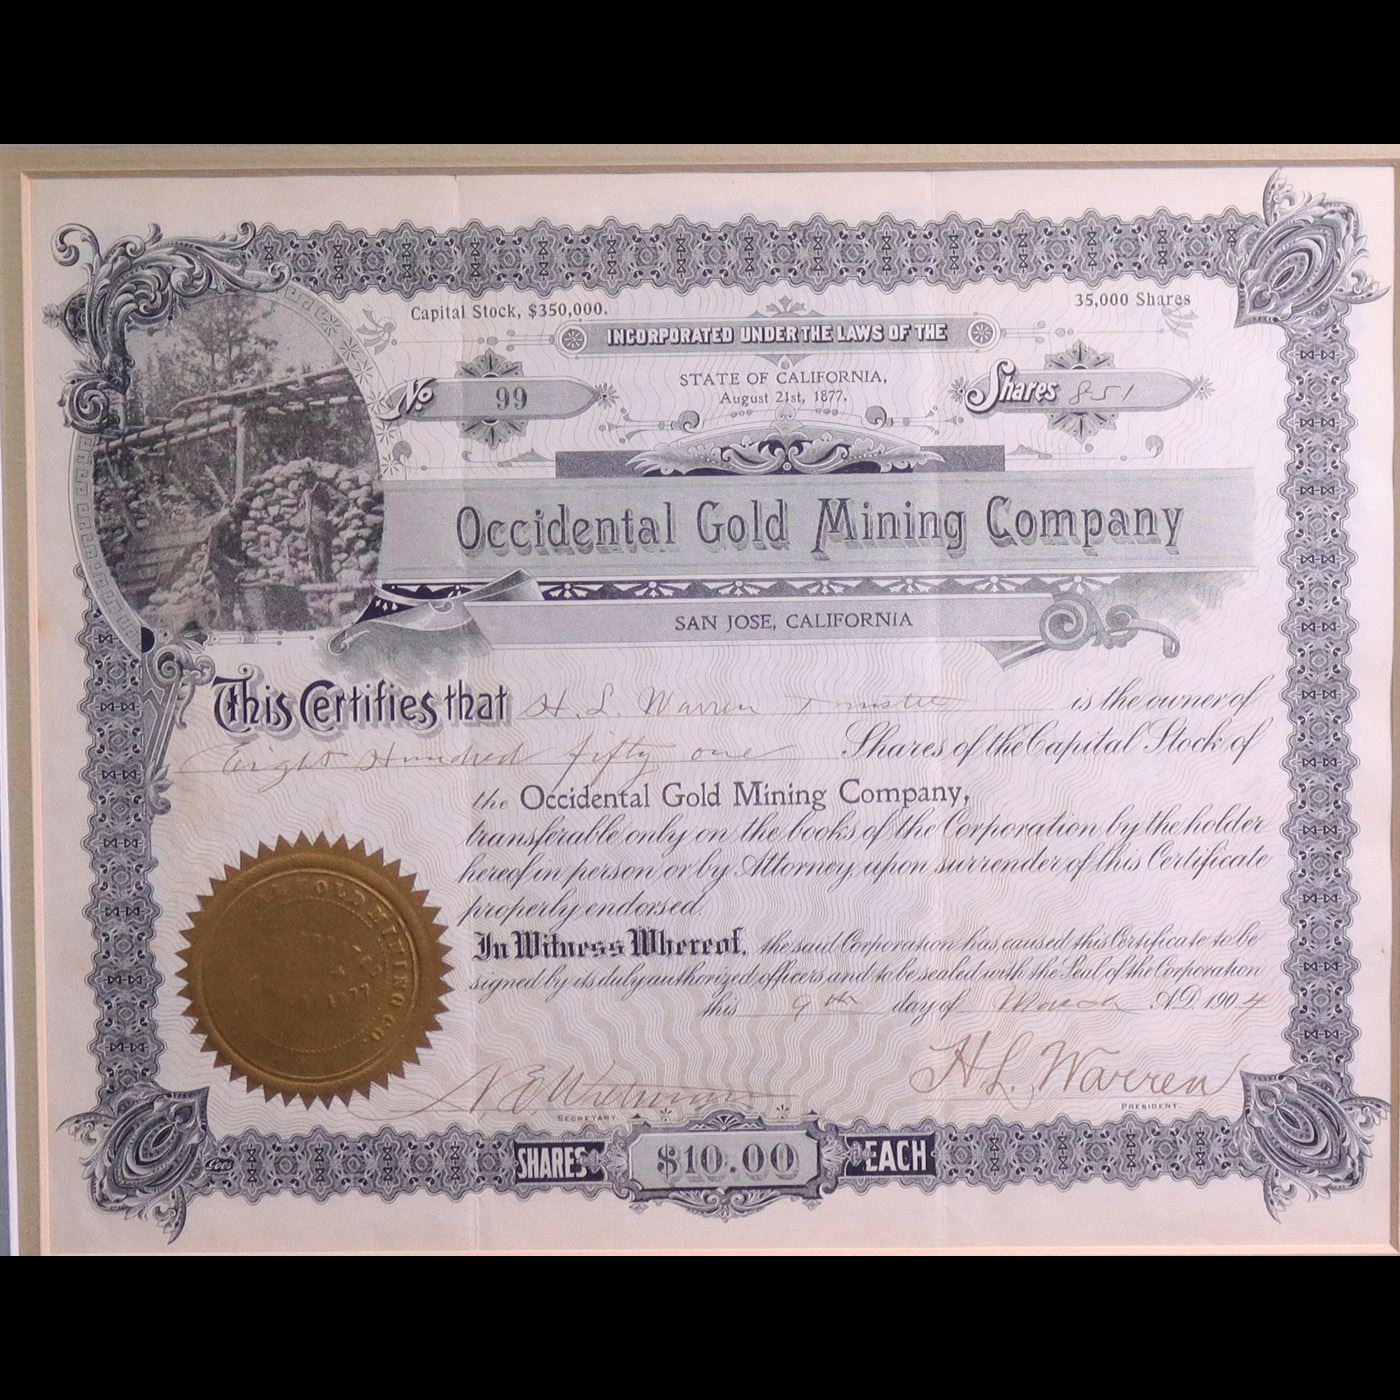 Capital Stock, $350,000.
35,000 Shares
INCORPORATED UNDER THE LAWS OF THE
STATE OF CALIFORNIA,
August 21st, 1877.
No 99
Shares 851
Occidental Gold Mining Company
SAN JOSE, CALIFORNIA
This Certifies that H. L. Warren Trustee is the owner of
Eight Hundred fifty one Shares of the Capital Stock of
the Occidental Gold Mining Company,
transferable only on the books of the Corporation by the holder
hereof in person or by Attorney upon surrender of this Certificate
properly endorsed.
In Witness Whereof, the said Corporation has caused this Certificate to be
signed by its duly authorized officers and to be sealed with the Seal of the Corporation
this 9th day of March A.D. 1904
GOLD MINING CO.
77
H L Warren
SECRETARY
PRESIDENT.
SHARES $10.00 EACH